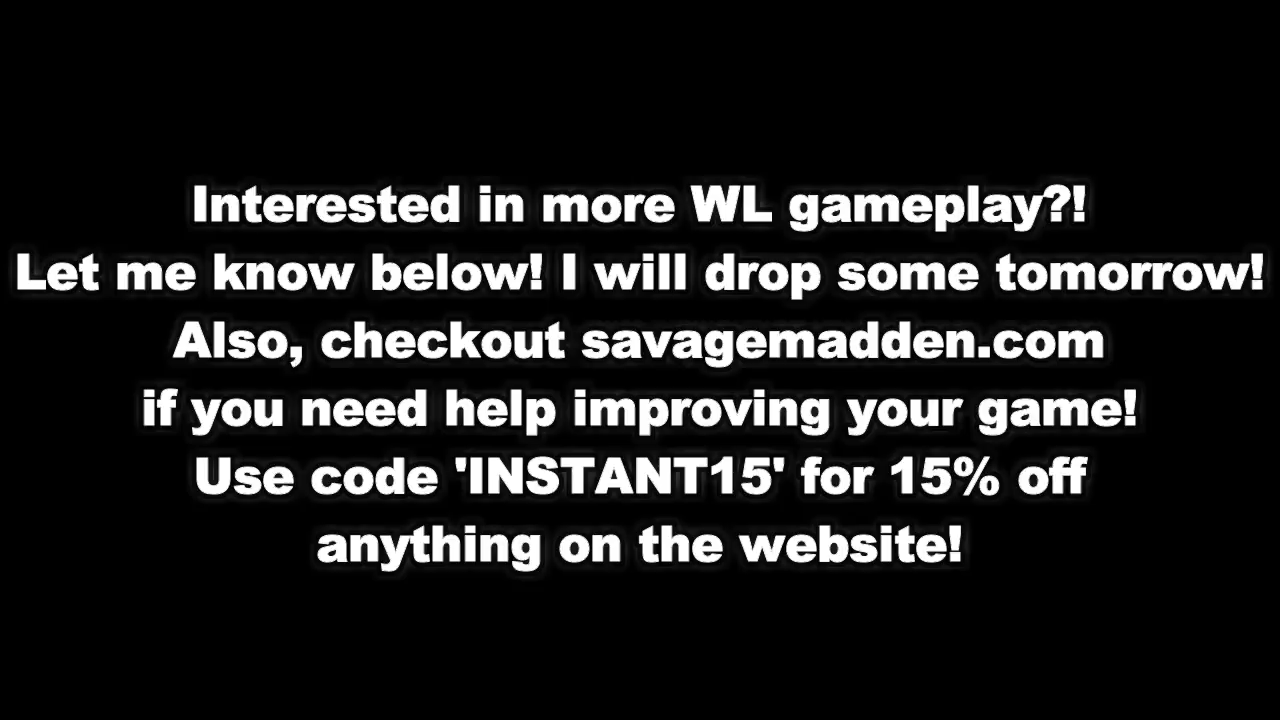 Interested in more WL gameplay?!
Let me know below! I will drop some tomorrow!
Also, checkout savagemadden.com
if you need help improving your game!
Use code 'INSTANT15' for 15% off
anything on the website!